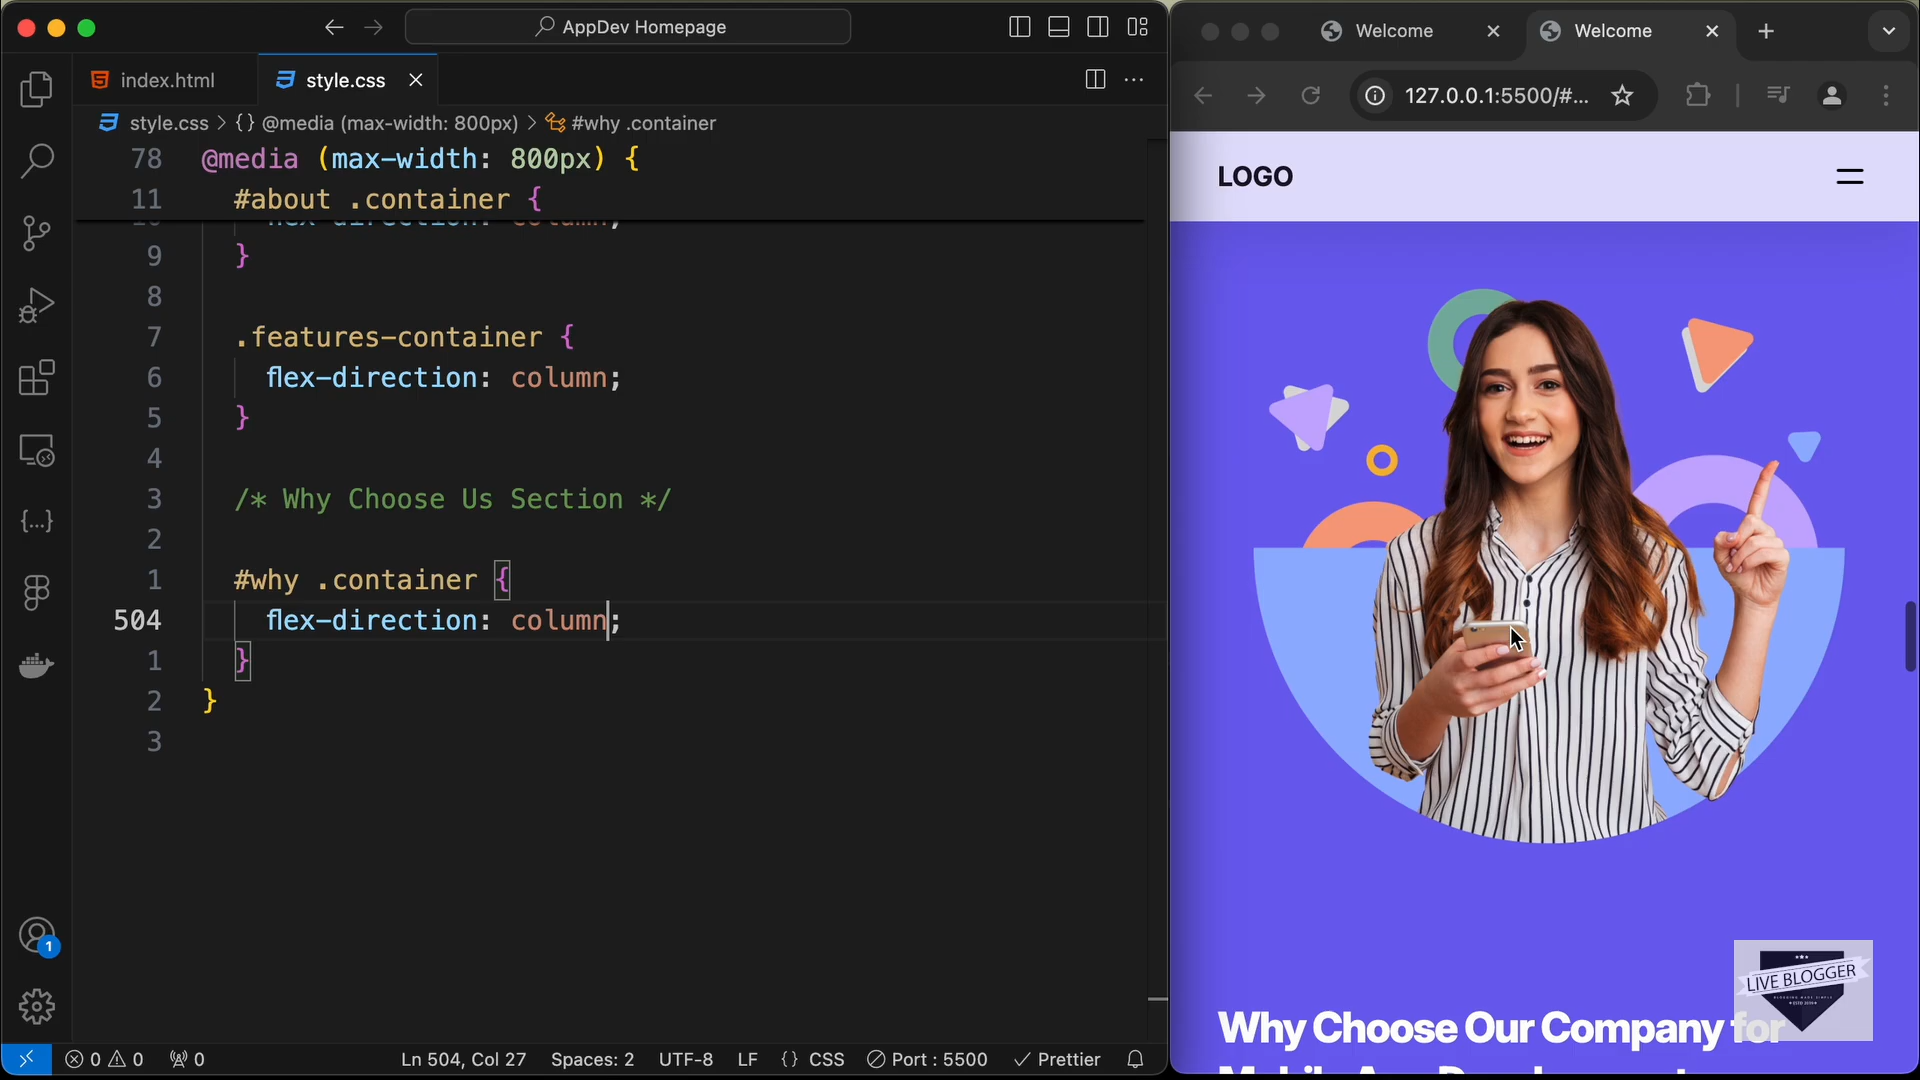 AppDev Homepage
index.html
style.css
style.css > {} @media (max-width: 800px) > #why .container
78 @media (max-width: 800px) {
11 #about .container {
9 }
8
7 .features-container {
6 flex-direction: column;
5 }
4
3 /* Why Choose Us Section */
2
1 #why .container {
504 flex-direction: column;
1 }
2 }
3
1
0 0 0
Ln 504, Col 27 Spaces: 2 UTF-8 LF {} CSS Port : 5500 Prettier
Welcome
Welcome
127.0.0.1:5500/#...
LOGO
Why Choose Our Company for
LIVE BLOGGER